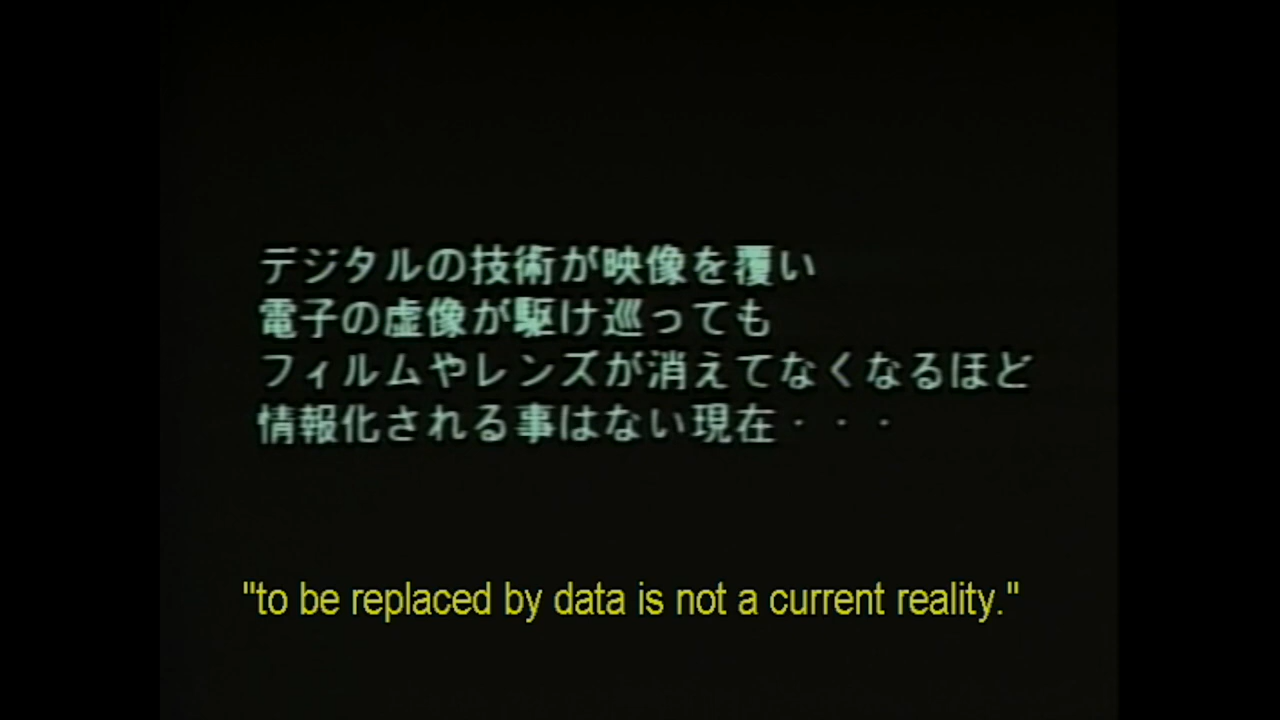 デジタルの技術が映像を覆い
電子の虚像が駆け巡っても
フィルムやレンズが消えてなくなるほど
情報化される事はない現在・・・
"to be replaced by data is not a current reality."